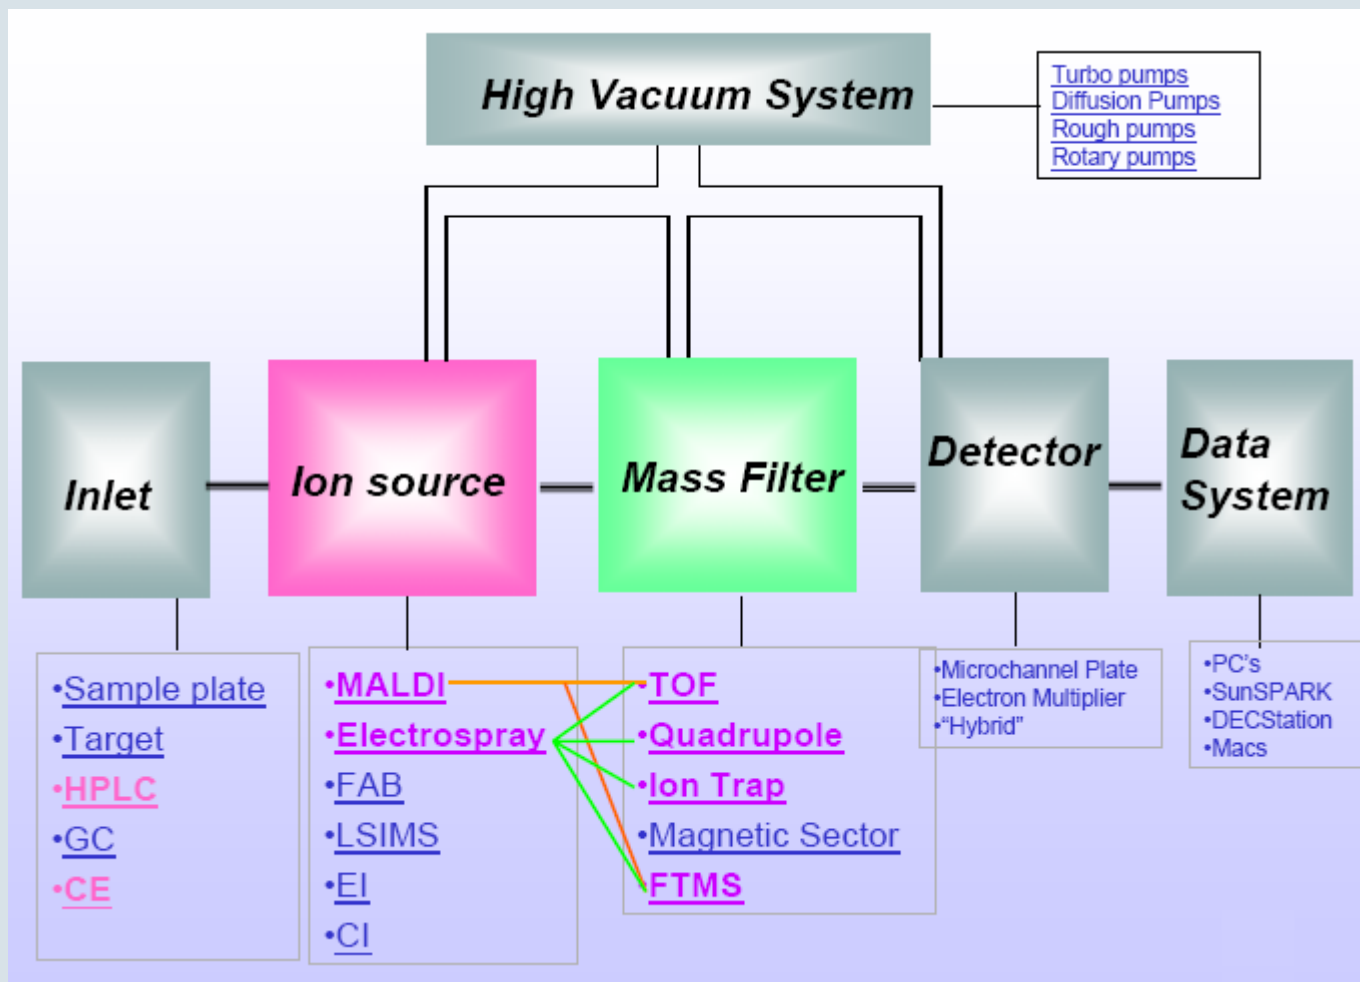 High Vacuum System
Turbo pumps
Diffusion Pumps
Rough pumps
Rotary pumps
Inlet
Ion source
Mass Filter
Detector
Data
System
•Sample plate
•Target
•HPLC
•GC
•CE
•MALDI
•Electrospray
•FAB
•LSIMS
•EI
•CI
•TOF
•Quadrupole
•Ion Trap
•Magnetic Sector
•FTMS
•Microchannel Plate
•Electron Multiplier
•“Hybrid”
•PC’s
•SunSPARK
•DECStation
•Macs